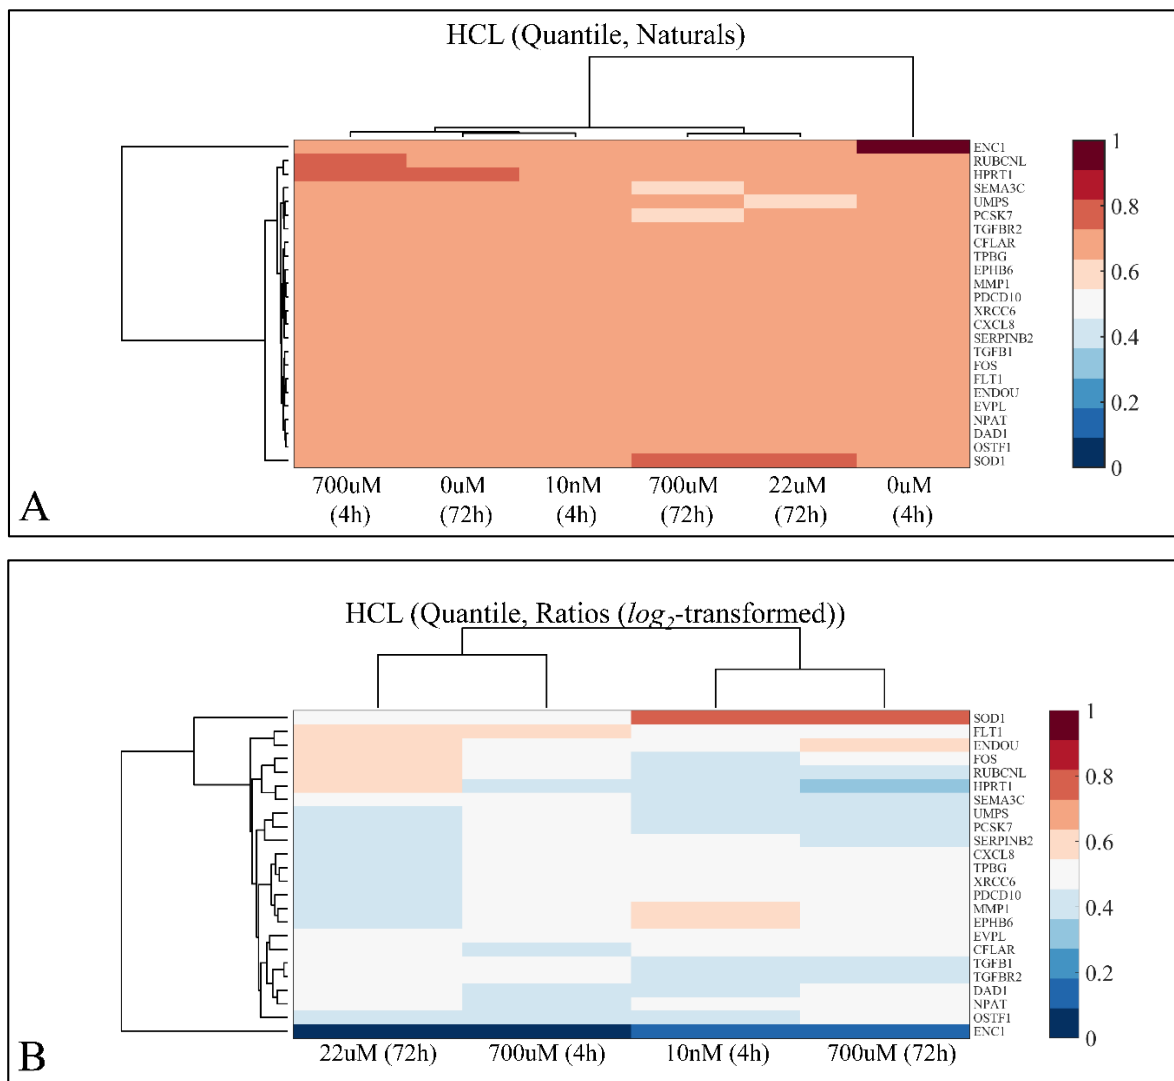 HCL (Quantile, Naturals)
ENC1
RUBCNL
HPRT1
SEMA3C
UMPS
PCSK7
TGFBR2
CFLAR
TPBG
EPHB6
MMP1
PDCD10
XRCC6
CXCL8
SERPINB2
TGFB1
FOS
FLT1
ENDOU
EVPL
NPAT
DAD1
OSTF1
SOD1
1
0.8
0.6
0.4
0.2
0
700uM 0uM 10nM 700uM 22uM 0uM
(4h) (72h) (4h) (72h) (72h) (4h)
A
HCL (Quantile, Ratios (log2-transformed))
SOD1
FLT1
ENDOU
FOS
RUBCNL
HPRT1
SEMA3C
UMPS
PCSK7
SERPINB2
CXCL8
TPBG
XRCC6
PDCD10
MMP1
EPHB6
EVPL
CFLAR
TGFB1
TGFBR2
DAD1
NPAT
OSTF1
ENC1
1
0.8
0.6
0.4
0.2
0
22uM (72h) 700uM (4h) 10nM (4h) 700uM (72h)
B